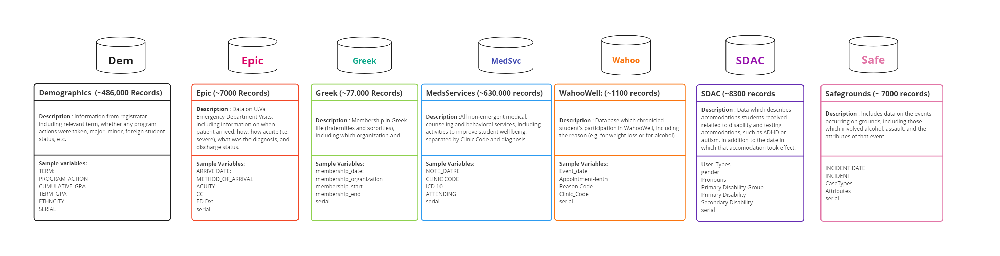 Dem
Epic
Greek
MedSvc
Wahoo
SDAC
Safe
Demographics  (~486,000 Records)
Description : Information from registratar
including relevant term, whether any program
actions were taken, major, minor, foreign student
status, etc.
Sample variables:
TERM:
PROGRAM_ACTION
CUMULATIVE_GPA
TERM_GPA
ETHNCITY
SERIAL
Epic (~7000 Records)
Description : Data on U.Va
Emergency Department Visits,
including information on when
patient arrived, how, how acuite (i.e.
severe), what was the diagnosis, and
discharge status.
Sample Variables:
ARRIVE DATE:
METHOD_OF_ARRIVAL
ACUITY
CC
ED Dx:
serial
Greek (~77,000 Records)
Description : Membership in Greek
life (fraternities and sororities),
including which organization and
Sample Variables:
membership_date:
membership_organization
membership_start
membership_end
serial
MedsServices (~630,000 records)
Description :All non-emergent medical,
counseling and behavioral services, including
activities to improve student well being,
separated by Clinic Code and diagnosis
Sample Variables:
NOTE_DATRE
CLINIC CODE
ICD 10
ATTENDING
serial
WahooWell: (~1100 records)
Description : Database which chronicled
student's participation in WahooWell, including
the reason (e.g. for weight loss or for alcohol)
Sample Variables:
Event_date
Appointment-lenth
Reason Code
Clinic_Code
serial
SDAC (~8300 records
Description : Data which describes
accomodations students received
relatied to disability and testing
accomodations, such as ADHD or
autism, in addition to the date in
which that accomodation took effect.
User_Types
gender
Pronouns
Primary Disability Group
Primary Disability
Secondary Disability
serial
Safegrounds (~ 7000 records)
Description : Includes data on the events
occurring on grounds, including those
which involved alcohol, assault, and the
attributes of that event.
INCIDENT DATE
INCIDENT
CaseTypes
Attributes
serial